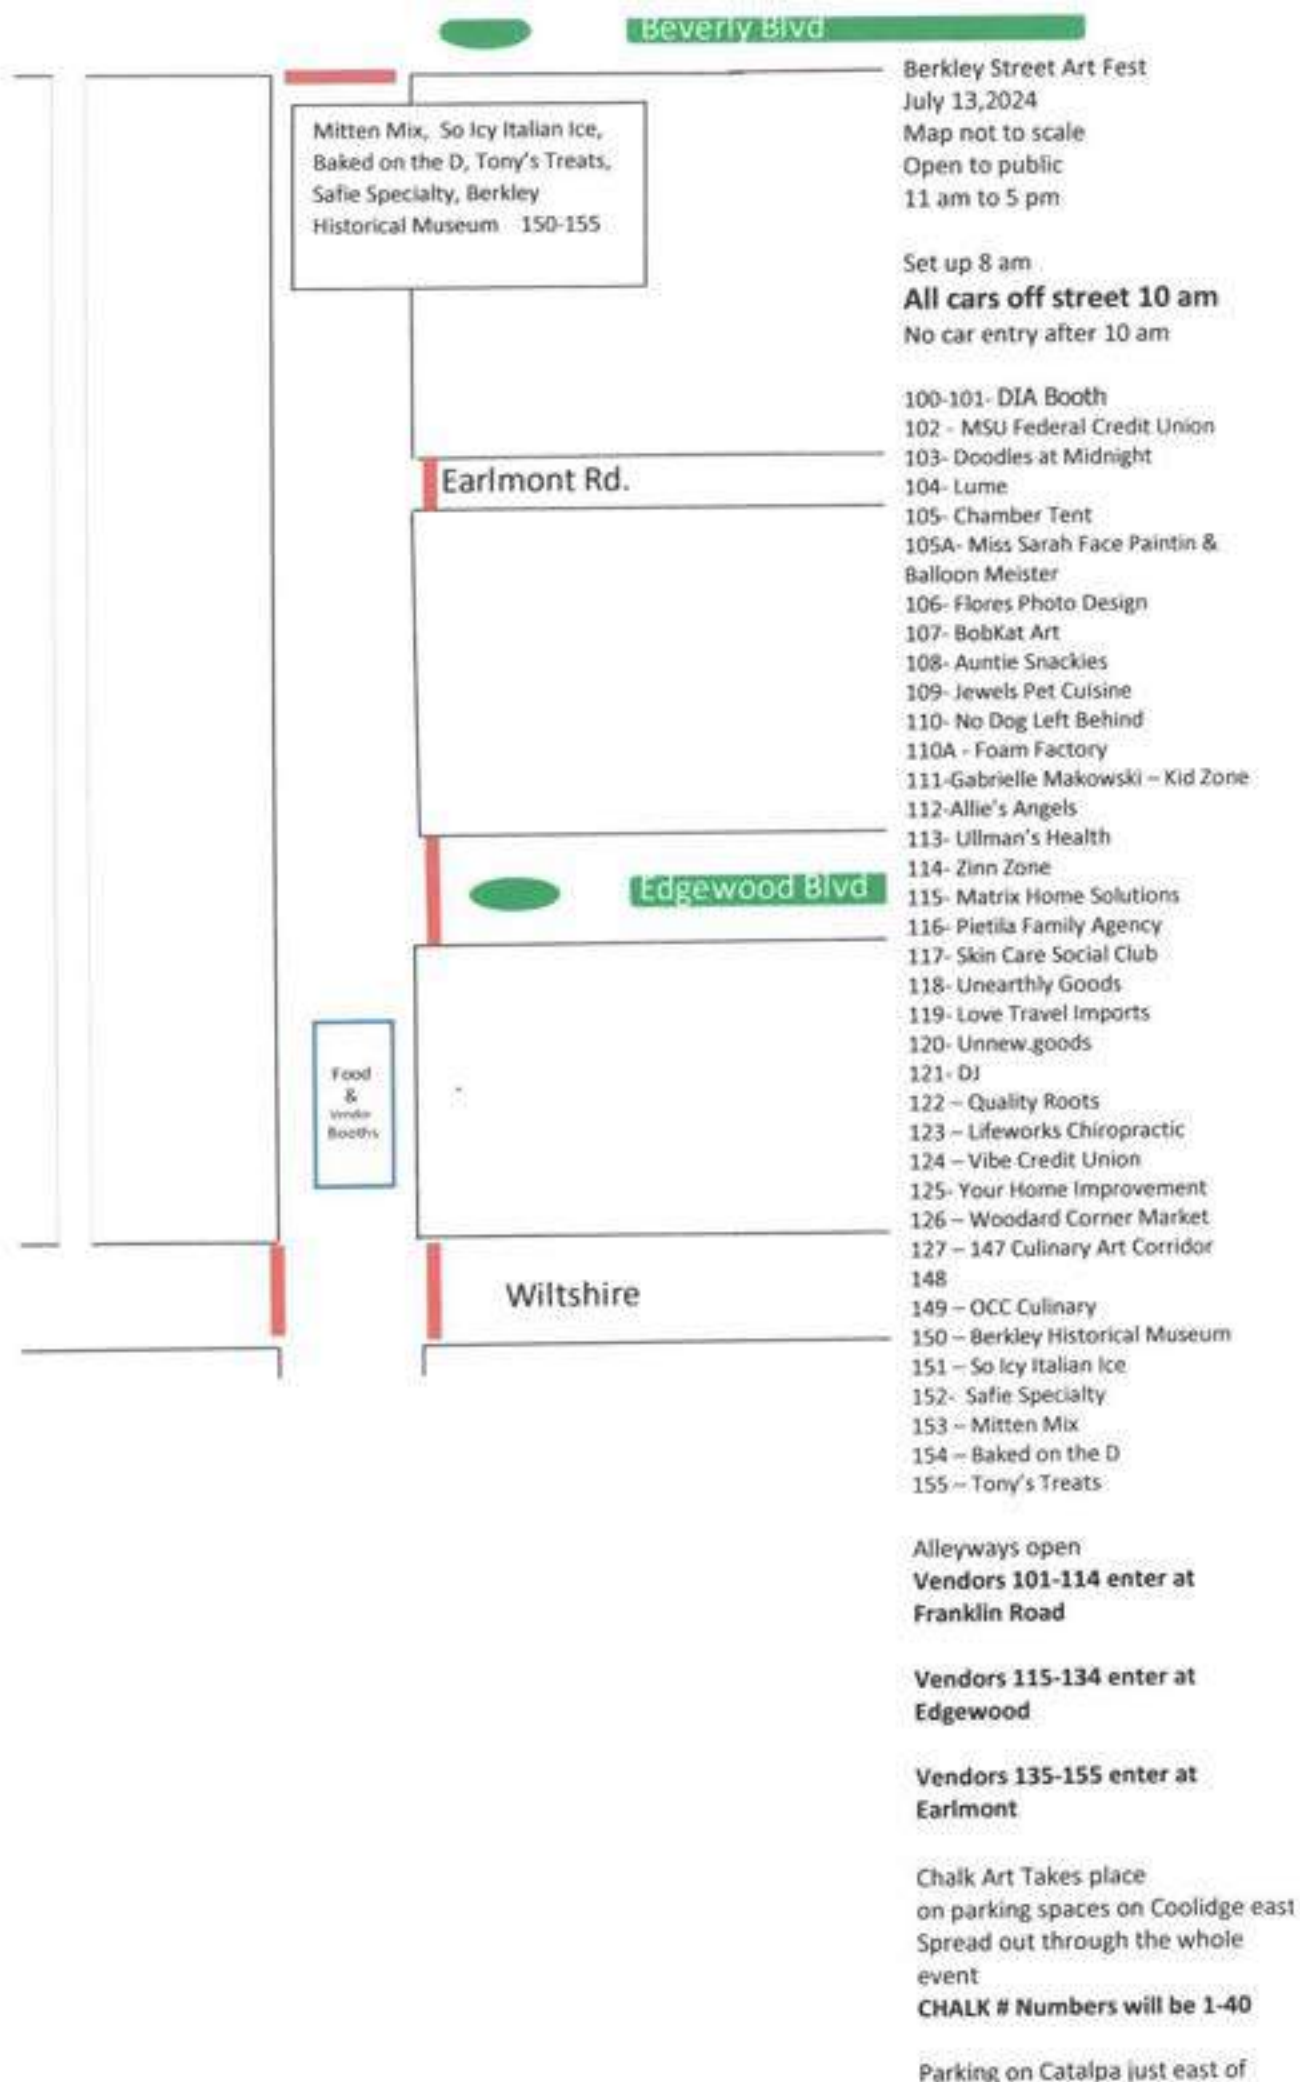 Beverly Blvd
Mitten Mix, So Icy Italian Ice,
Baked on the D, Tony's Treats,
Safie Specialty, Berkley
Historical Museum 150-155
Earlmont Rd.
Edgewood Blvd
Food
&
Vendor
Booths
Wiltshire
Berkley Street Art Fest
July 13,2024
Map not to scale
Open to public
11 am to 5 pm
Set up 8 am
All cars off street 10 am
No car entry after 10 am
100-101- DIA Booth
102 - MSU Federal Credit Union
103- Doodles at Midnight
104- Lume
105- Chamber Tent
105A- Miss Sarah Face Paintin &
Balloon Meister
106- Flores Photo Design
107- BobKat Art
108- Auntie Snackies
109- Jewels Pet Cuisine
110- No Dog Left Behind
110A - Foam Factory
111-Gabrielle Makowski – Kid Zone
112-Allie's Angels
113- Ullman's Health
114- Zinn Zone
115- Matrix Home Solutions
116- Pietila Family Agency
117- Skin Care Social Club
118- Unearthly Goods
119- Love Travel Imports
120- Unnew.goods
121- DJ
122 – Quality Roots
123 – Lifeworks Chiropractic
124 – Vibe Credit Union
125- Your Home Improvement
126 – Woodard Corner Market
127 – 147 Culinary Art Corridor
148
149 – OCC Culinary
150 – Berkley Historical Museum
151 – So Icy Italian Ice
152- Safie Specialty
153 – Mitten Mix
154 – Baked on the D
155 – Tony's Treats
Alleyways open
Vendors 101-114 enter at
Franklin Road
Vendors 115-134 enter at
Edgewood
Vendors 135-155 enter at
Earlmont
Chalk Art Takes place
on parking spaces on Coolidge east
Spread out through the whole
event
CHALK # Numbers will be 1-40
Parking on Catalpa just east of